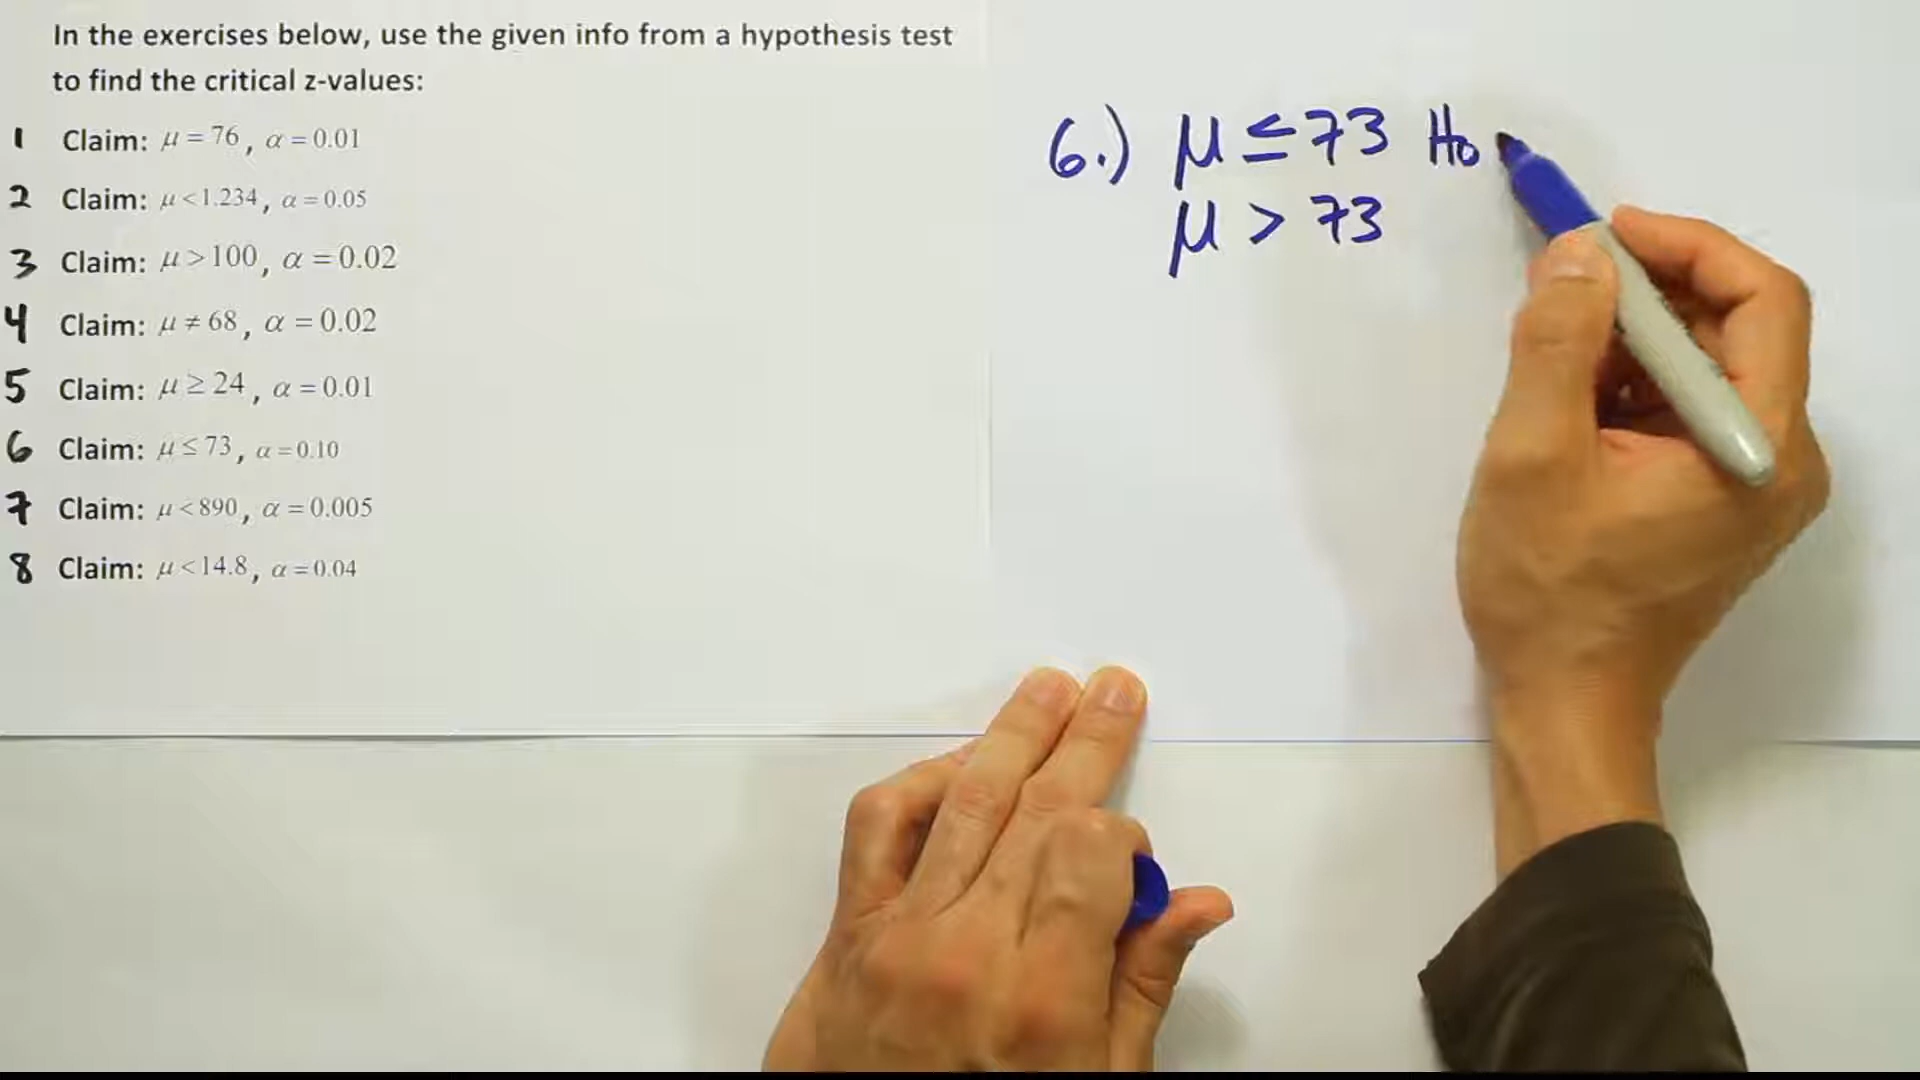 In the exercises below, use the given info from a hypothesis test
to find the critical z-values:
1 Claim: μ = 76, α = 0.01
2 Claim: μ < 1.234, α = 0.05
3 Claim: μ > 100, α = 0.02
4 Claim: μ ≠ 68, α = 0.02
5 Claim: μ ≥ 24, α = 0.01
6 Claim: μ ≤ 73, α = 0.10
7 Claim: μ < 890, α = 0.005
8 Claim: μ < 14.8, α = 0.04
6.) μ ≤ 73 H₀
μ > 73